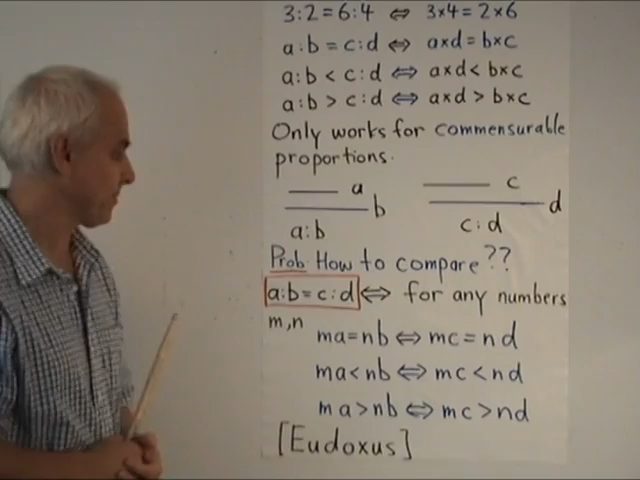 3:2 = 6:4 ⇔ 3×4 = 2×6
a:b = c:d ⇔ a×d = b×c
a:b < c:d ⇔ a×d < b×c
a:b > c:d ⇔ a×d > b×c
Only works for commensurable
proportions.
a
b
a:b
c
d
c:d
Prob How to compare ??
a:b = c:d ⇔ for any numbers
m,n
ma = nb ⇔ mc = nd
ma < nb ⇔ mc < nd
ma > nb ⇔ mc > nd
[Eudoxus]